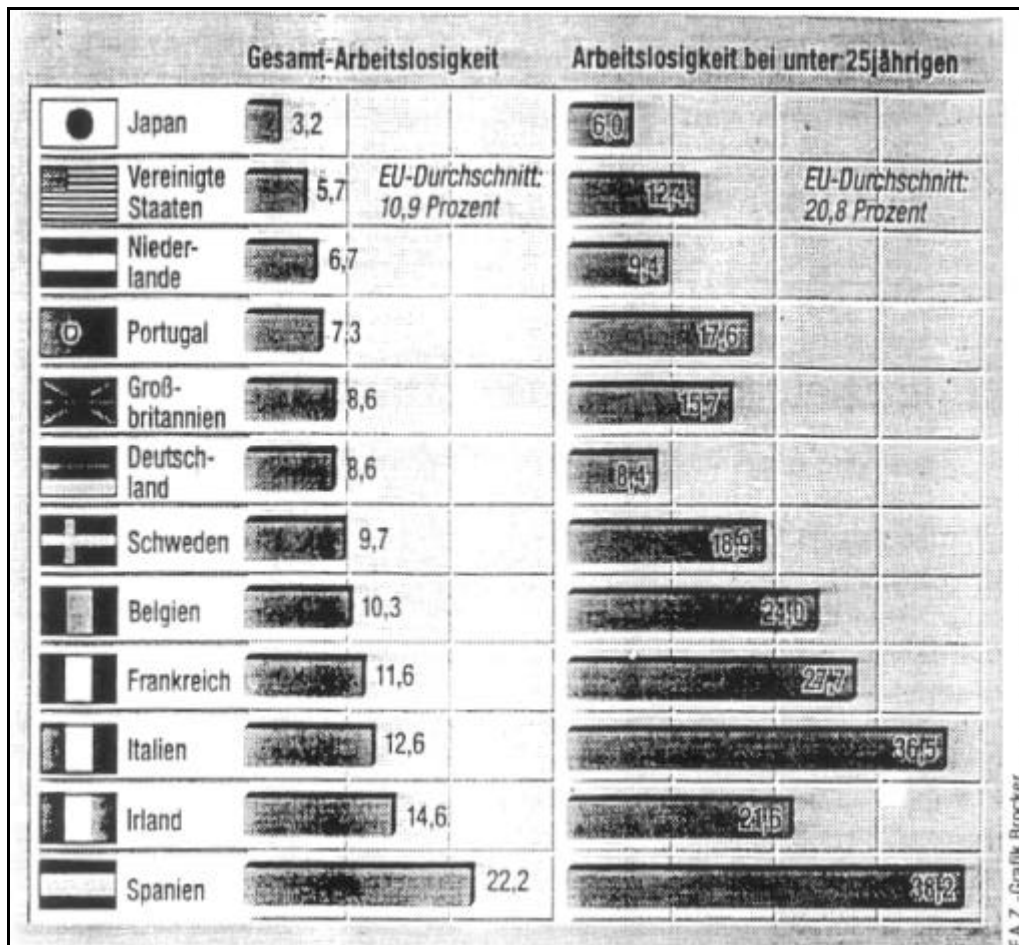 Gesamt-Arbeitslosigkeit Arbeitslosigkeit bei unter 25jährigen
Japan 3,2 6,0
Vereinigte
Staaten 5,7 12,4
EU-Durchschnitt:
10,9 Prozent
EU-Durchschnitt:
20,8 Prozent
Nieder-
lande 6,7 9,4
Portugal 7,3 17,6
Groß-
britannien 8,6 15,7
Deutsch-
land 8,6 8,4
Schweden 9,7 18,9
Belgien 10,3 24,0
Frankreich 11,6 27,7
Italien 12,6 36,5
Irland 14,6 21,6
Spanien 22,2 38,2
F.A.Z.-Grafik Brocker